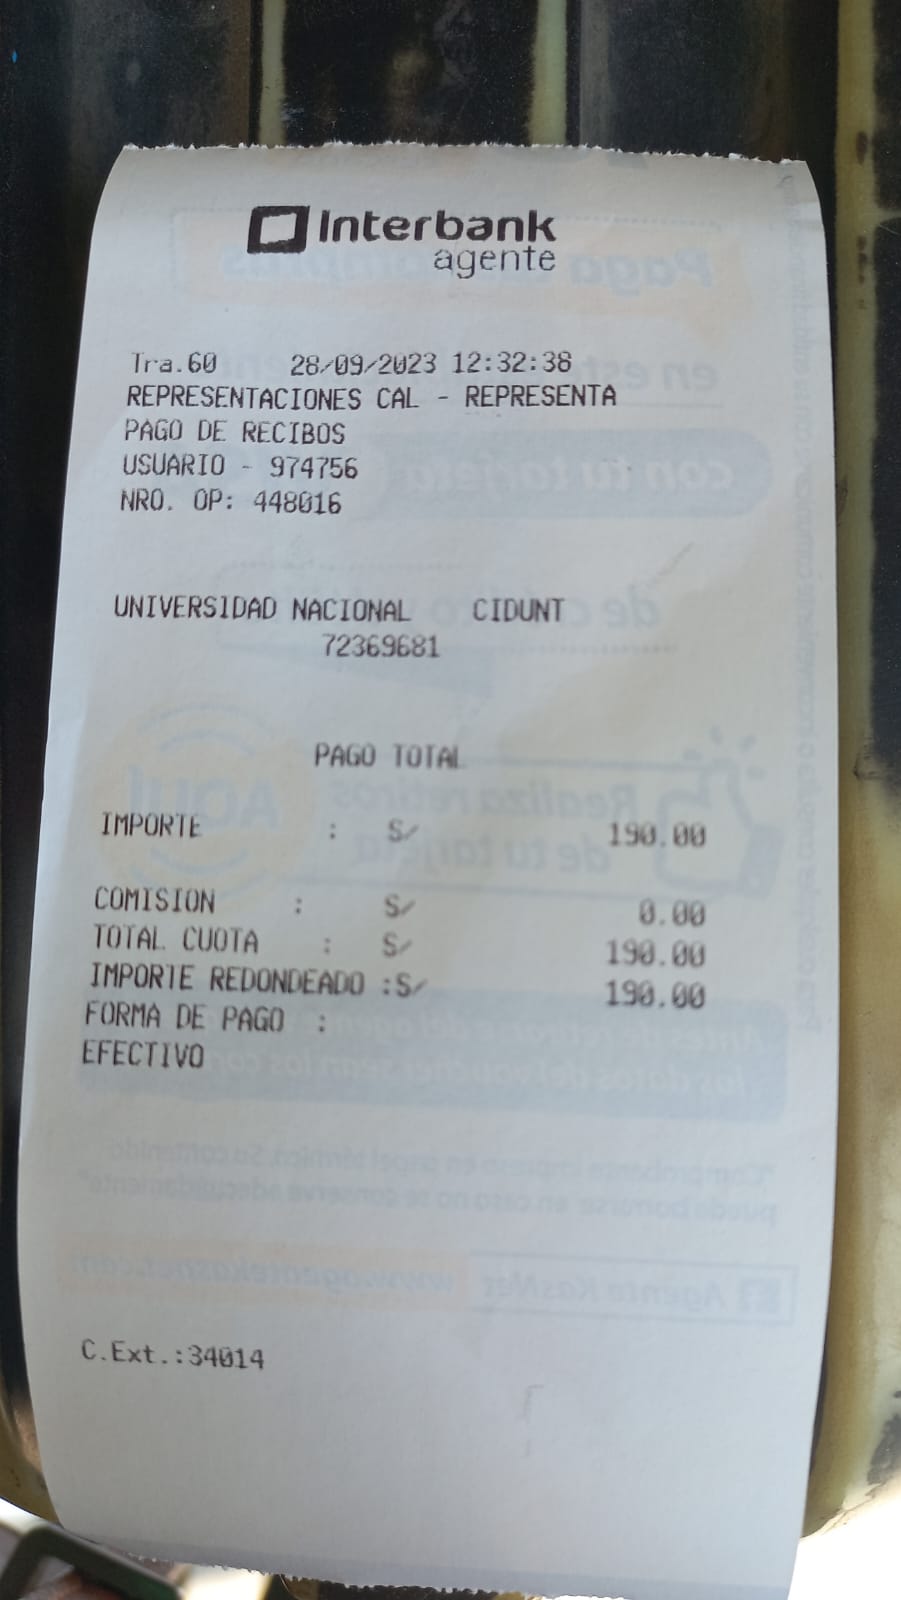 Interbank
agente
Tra.60 28/09/2023 12:32:38
REPRESENTACIONES CAL - REPRESENTA
PAGO DE RECIBOS
USUARIO - 974756
NRO. OP: 448016
UNIVERSIDAD NACIONAL CIDUNT
72369681
PAGO TOTAL
IMPORTE : S/ 190.00
COMISION : S/ 0.00
TOTAL CUOTA : S/ 190.00
IMPORTE REDONDEADO :S/ 190.00
FORMA DE PAGO :
EFECTIVO
C.Ext.:34014